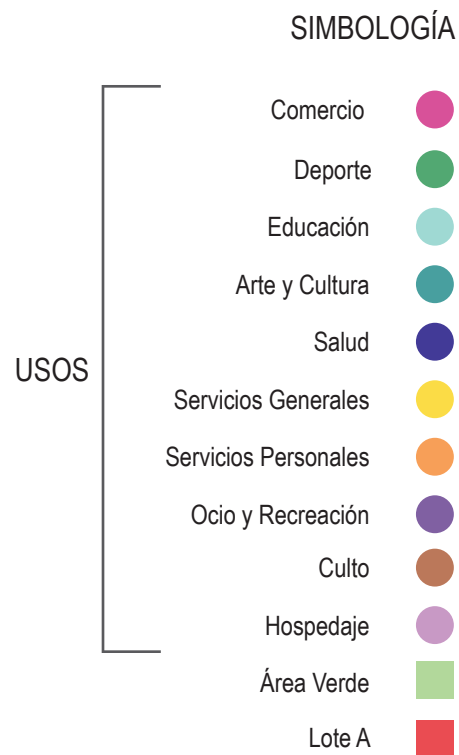 SIMBOLOGÍA
Comercio
Deporte
Educación
Arte y Cultura
Salud
USOS
Servicios Generales
Servicios Personales
Ocio y Recreación
Culto
Hospedaje
Área Verde
Lote A